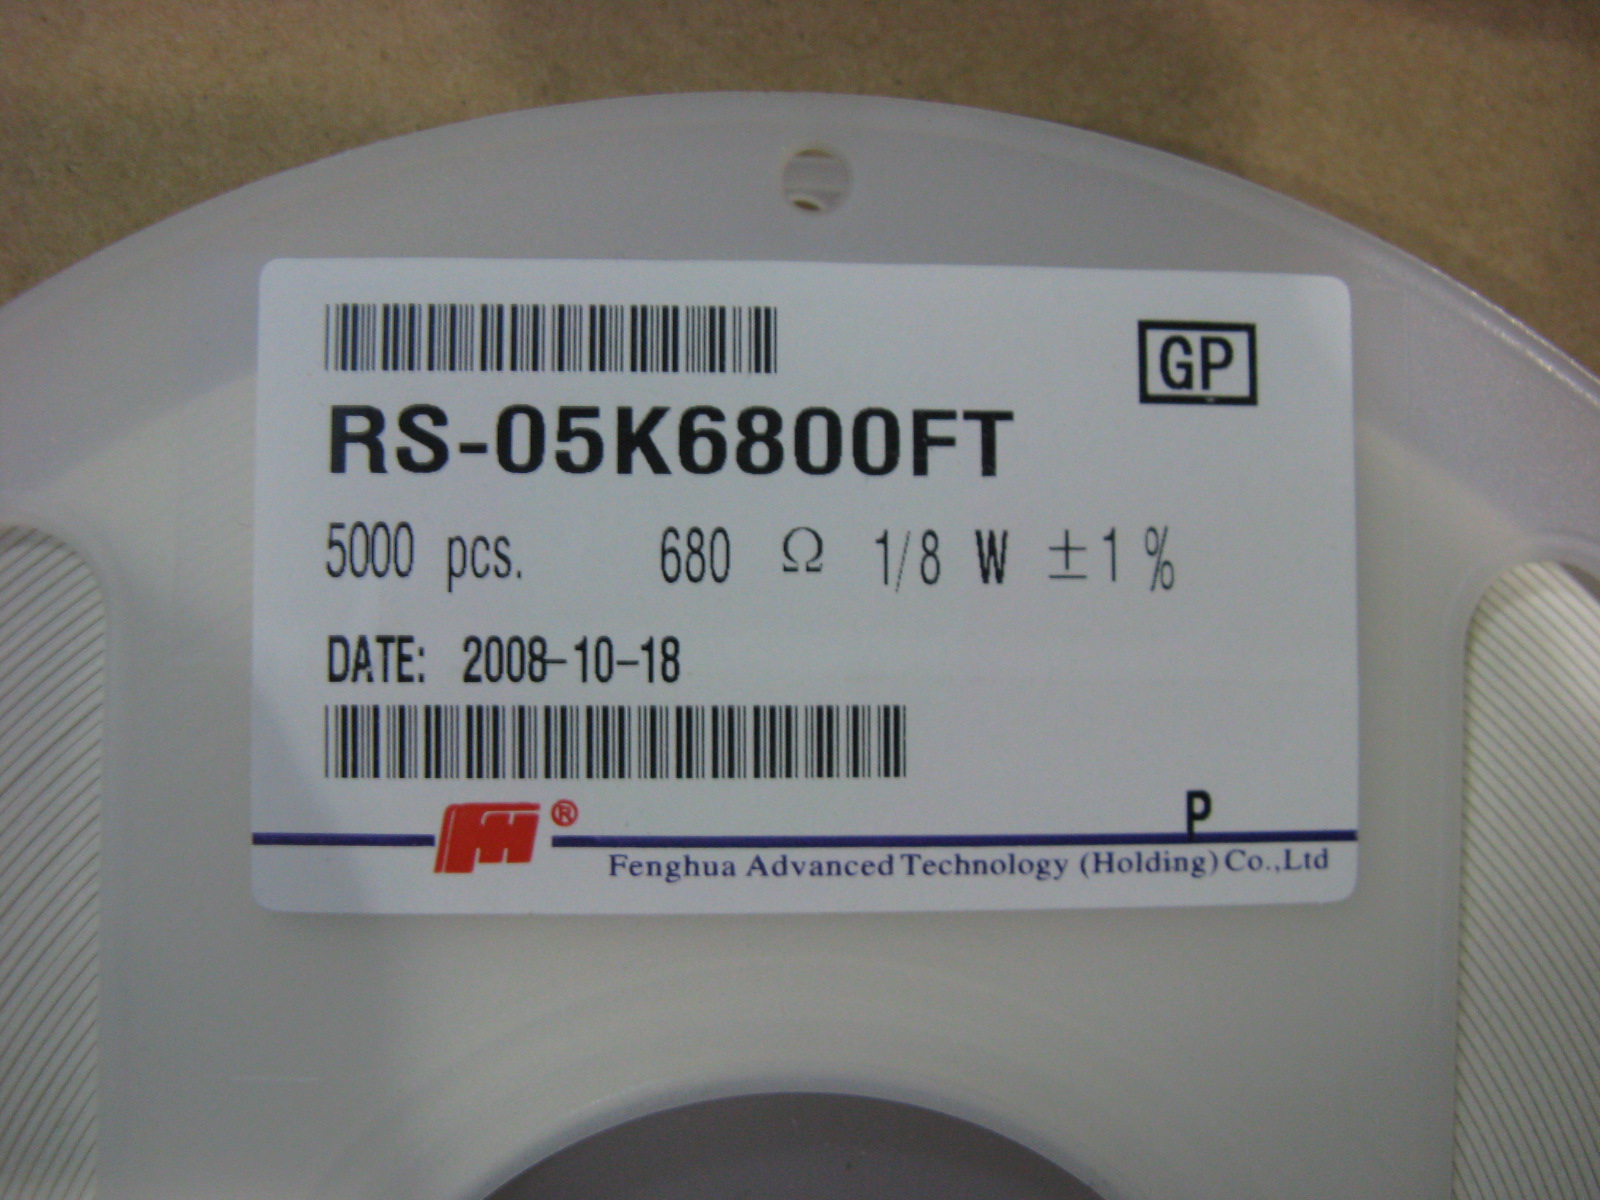 GP
RS-05K6800FT
5000 pcs. 680 Ω 1/8 W ±1 %
DATE: 2008-10-18
P
FH ®
Fenghua Advanced Technology (Holding) Co.,Ltd